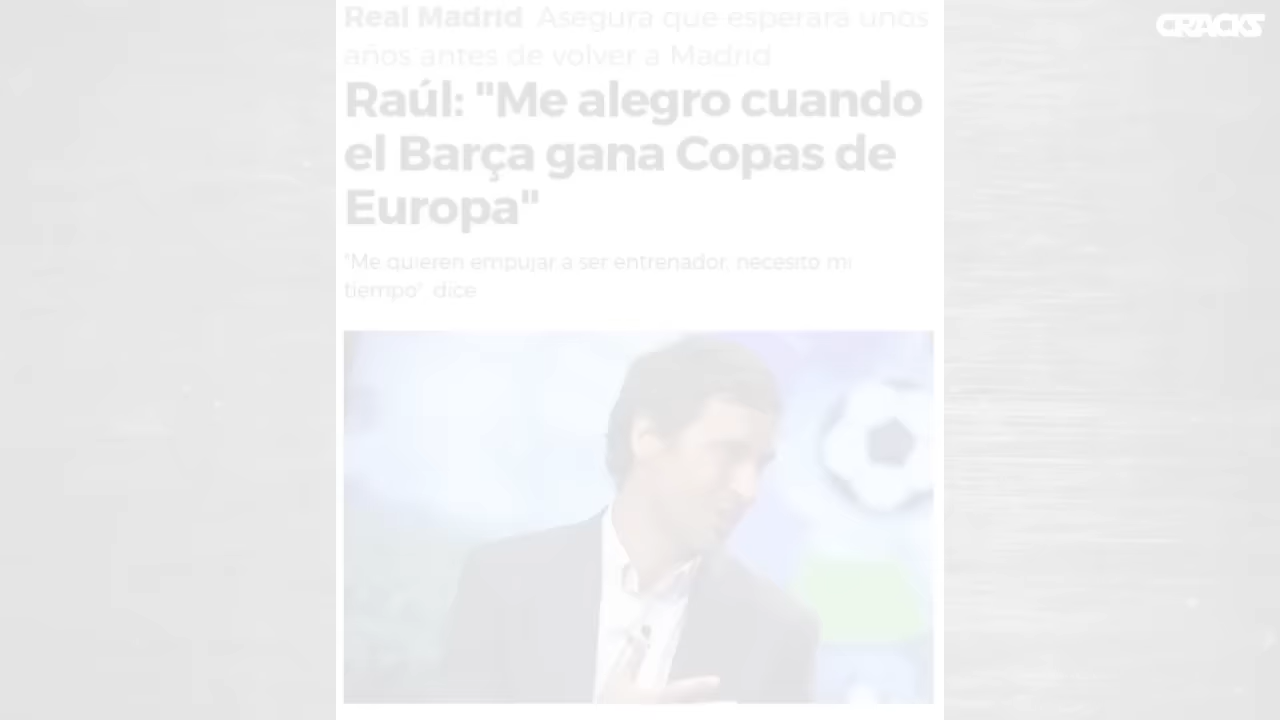 CRACKS
Real Madrid Asegura que esperará unos
años antes de volver a Madrid
Raúl: "Me alegro cuando
el Barça gana Copas de
Europa"
"Me quieren empujar a ser entrenador, necesito mi
tiempo", dice